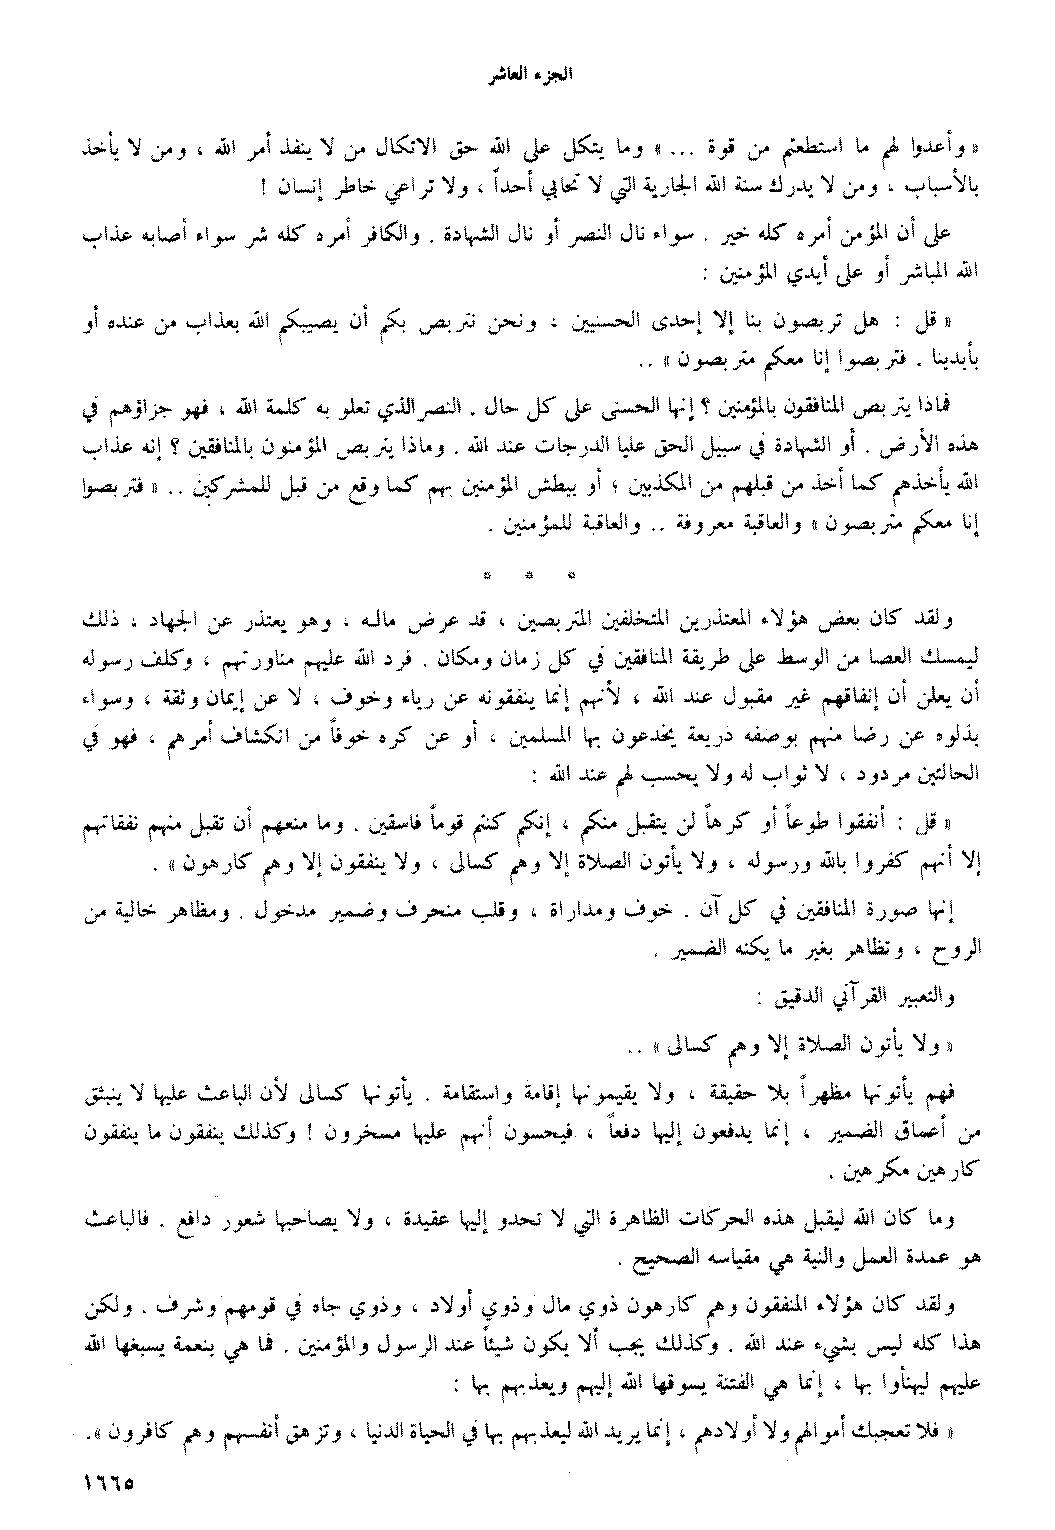 الجزء العاشر
« وأعدوا لهم ما استطعتم من قوة ... » وما يتكل على الله حق الاتكال من لا ينفذ أمر الله ، ومن لا يأخذ
بالأسباب ، ومن لا يدرك سنة الله الجارية التي لا تحابي أحداً ، ولا تراعي خاطر إنسان !
على أن المؤمن أمره كله خير . سواء نال النصر أو نال الشهادة . والكافر أمره كله شر سواء أصابه عذاب
الله المباشر أو على أيدي المؤمنين :
« قل : هل تربصون بنا إلا إحدى الحسنيين ، ونحن نتربص بكم أن يصيبكم الله بعذاب من عنده أو
بأيدينا . فتربصوا إنا معكم متربصون » ..
فماذا يتربص المنافقون بالمؤمنين ؟ إنها الحسنى على كل حال . النصر الذي تعلو به كلمة الله ، فهو جزاؤهم في
هذه الأرض . أو الشهادة في سبيل الحق عليا الدرجات عند الله . وماذا يتربص المؤمنون بالمنافقين ؟ إنه عذاب
الله يأخذهم كما أخذ من قبلهم من المكذبين ؛ أو ببطش المؤمنين بهم كما وقع من قبل للمشركين .. « فتربصوا
إنا معكم متربصون » والعاقبة معروفة .. والعاقبة للمؤمنين .
* * *
ولقد كان بعض هؤلاء المعتذرين المتخلفين المتربصين ، قد عرض ماله ، وهو يعتذر عن الجهاد ، ذلك
ليمسك العصا من الوسط على طريقة المنافقين في كل زمان ومكان . فرد الله عليهم مناورتهم ، وكلف رسوله
أن يعلن أن إنفاقهم غير مقبول عند الله ، لأنهم إنما ينفقونه عن رياء وخوف ، لا عن إيمان وثقة ، وسواء
بذلوه عن رضا منهم بوصفه ذريعة يخدعون بها المسلمين ، أو عن كره خوفاً من انكشاف أمرهم ، فهو في
الحالتين مردود ، لا ثواب له ولا يحسب لهم عند الله :
« قل : أنفقوا طوعاً أو كرهاً لن يتقبل منكم ، إنكم كنتم قوماً فاسقين . وما منعهم أن تقبل منهم نفقاتهم
إلا أنهم كفروا بالله ورسوله ، ولا يأتون الصلاة إلا وهم كسالى ، ولا ينفقون إلا وهم كارهون » .
إنها صورة المنافقين في كل آن . خوف ومداراة ، وقلب منحرف وضمير مدخول . ومظاهر خالية من
الروح ، وتظاهر بغير ما يكنه الضمير .
والتعبير القرآني الدقيق :
« ولا يأتون الصلاة إلا وهم كسالى » ..
فهم يأتونها مظهراً بلا حقيقة ، ولا يقيمونها إقامة واستقامة . يأتونها كسالى لأن الباعث عليها لا ينبثق
من أعماق الضمير ، إنما يدفعون إليها دفعاً ، فيحسون أنهم عليها مسخرون ! وكذلك ينفقون ما ينفقون
كارهين مكرهين .
وما كان الله ليقبل هذه الحركات الظاهرة التي لا تحدو إليها عقيدة ، ولا يصاحبها شعور دافع . فالباعث
هو عمدة العمل والنية هي مقياسه الصحيح .
ولقد كان هؤلاء المنفقون وهم كارهون ذوي مال وذوي أولاد ، وذوي جاه في قومهم وشرف . ولكن
هذا كله ليس بشيء عند الله . وكذلك يجب ألا يكون شيئاً عند الرسول والمؤمنين . فما هي بنعمة يسبغها الله
عليهم ليهنأوا بها ، إنما هي الفتنة يسوقها الله إليهم ويعذبهم بها :
« فلا تعجبك أموالهم ولا أولادهم ، إنما يريد الله ليعذبهم بها في الحياة الدنيا ، وتزهق أنفسهم وهم كافرون » .
١٦٦٥